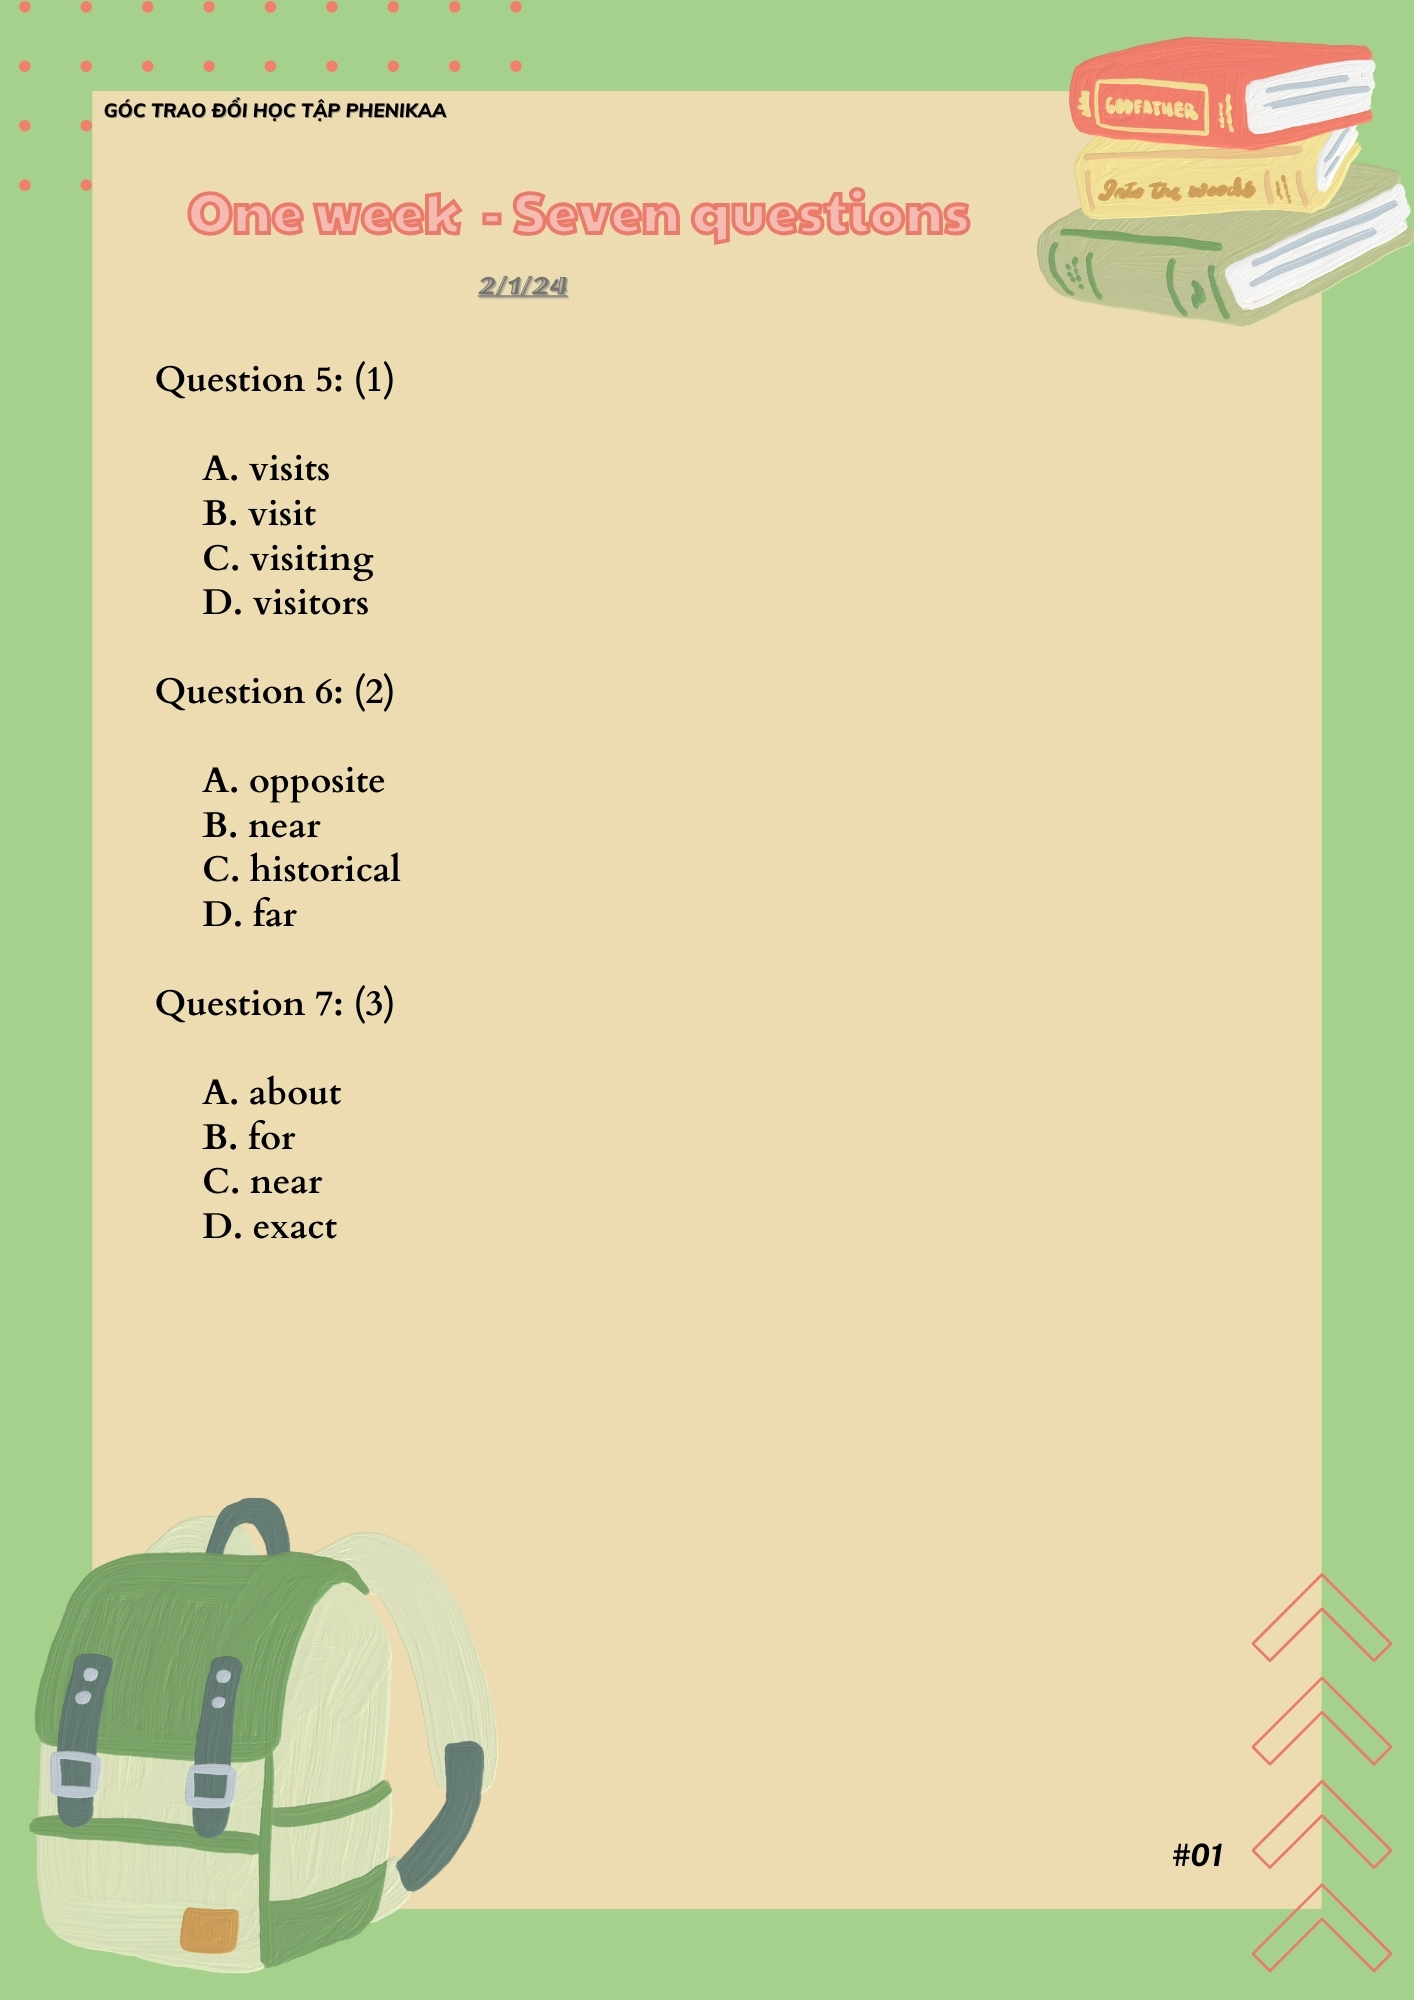 GÓC TRAO ĐỔI HỌC TẬP PHENIKAA
GODFATHER
Into the woods
One week - Seven questions
2/1/24
Question 5: (1)
A. visits
B. visit
C. visiting
D. visitors
Question 6: (2)
A. opposite
B. near
C. historical
D. far
Question 7: (3)
A. about
B. for
C. near
D. exact
#01